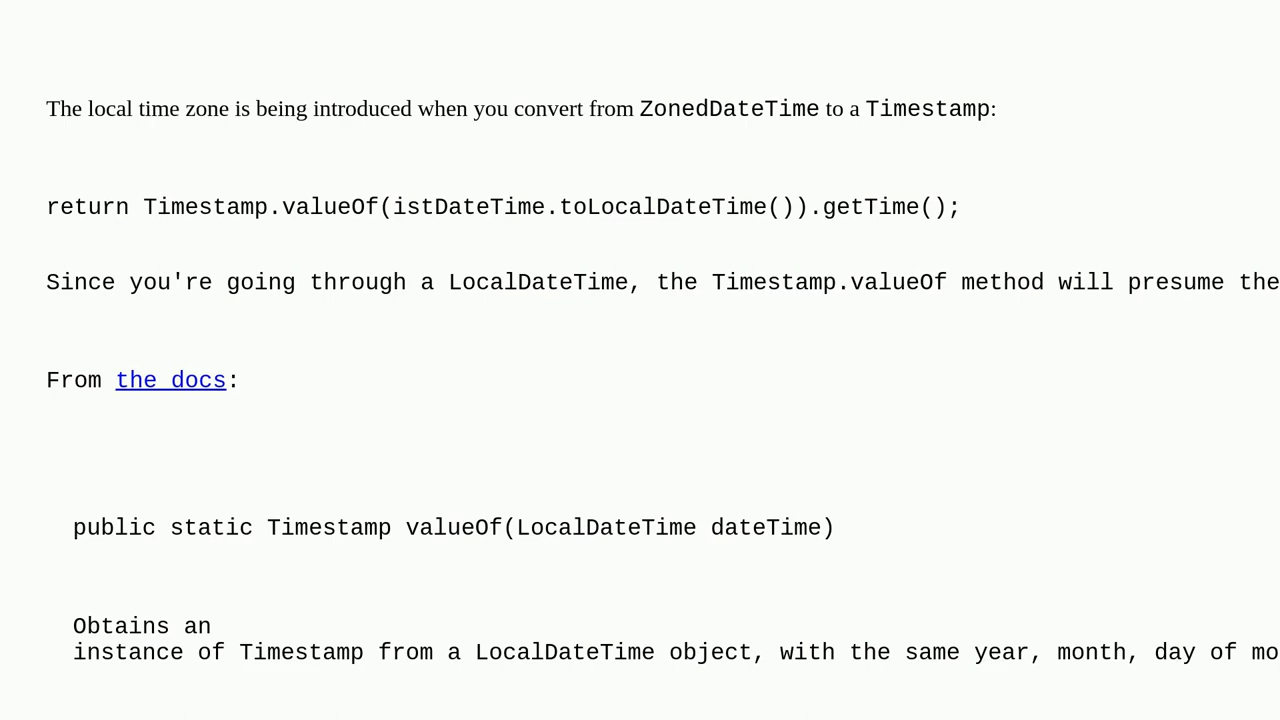 The local time zone is being introduced when you convert from ZonedDateTime to a Timestamp:
return Timestamp.valueOf(istDateTime.toLocalDateTime()).getTime();
Since you're going through a LocalDateTime, the Timestamp.valueOf method will presume the
From the docs:
public static Timestamp valueOf(LocalDateTime dateTime)
Obtains an
instance of Timestamp from a LocalDateTime object, with the same year, month, day of mo